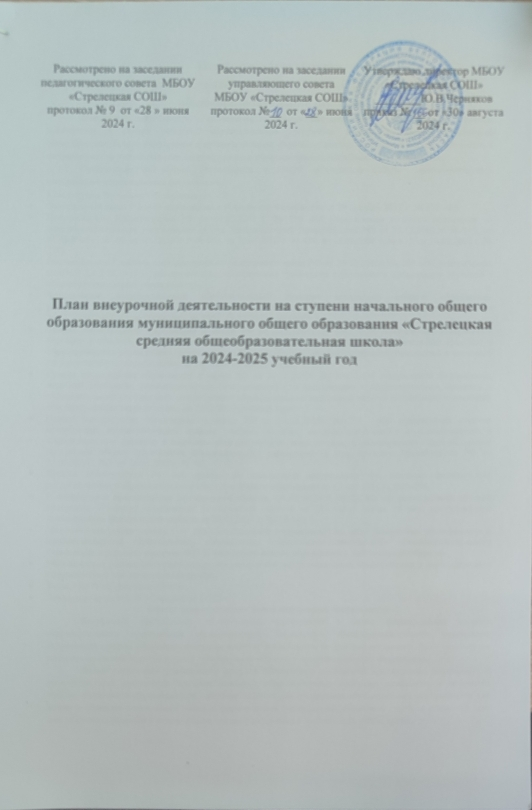 Рассмотрено на заседании
педагогического совета МБОУ
«Стрелецкая СОШ»
протокол № 9 от «28 » июня
2024 г.
Рассмотрено на заседании
управляющего совета
МБОУ «Стрелецкая СОШ»
протокол № 10 от « » июня
2024 г.
Утверждаю директор МБОУ
«Стрелецкая СОШ»
Ю.В.Черняков
приказ № от «30» августа
2024 г.
План внеурочной деятельности на ступени начального общего
образования муниципального общего образования «Стрелецкая
средняя общеобразовательная школа»
на 2024-2025 учебный год